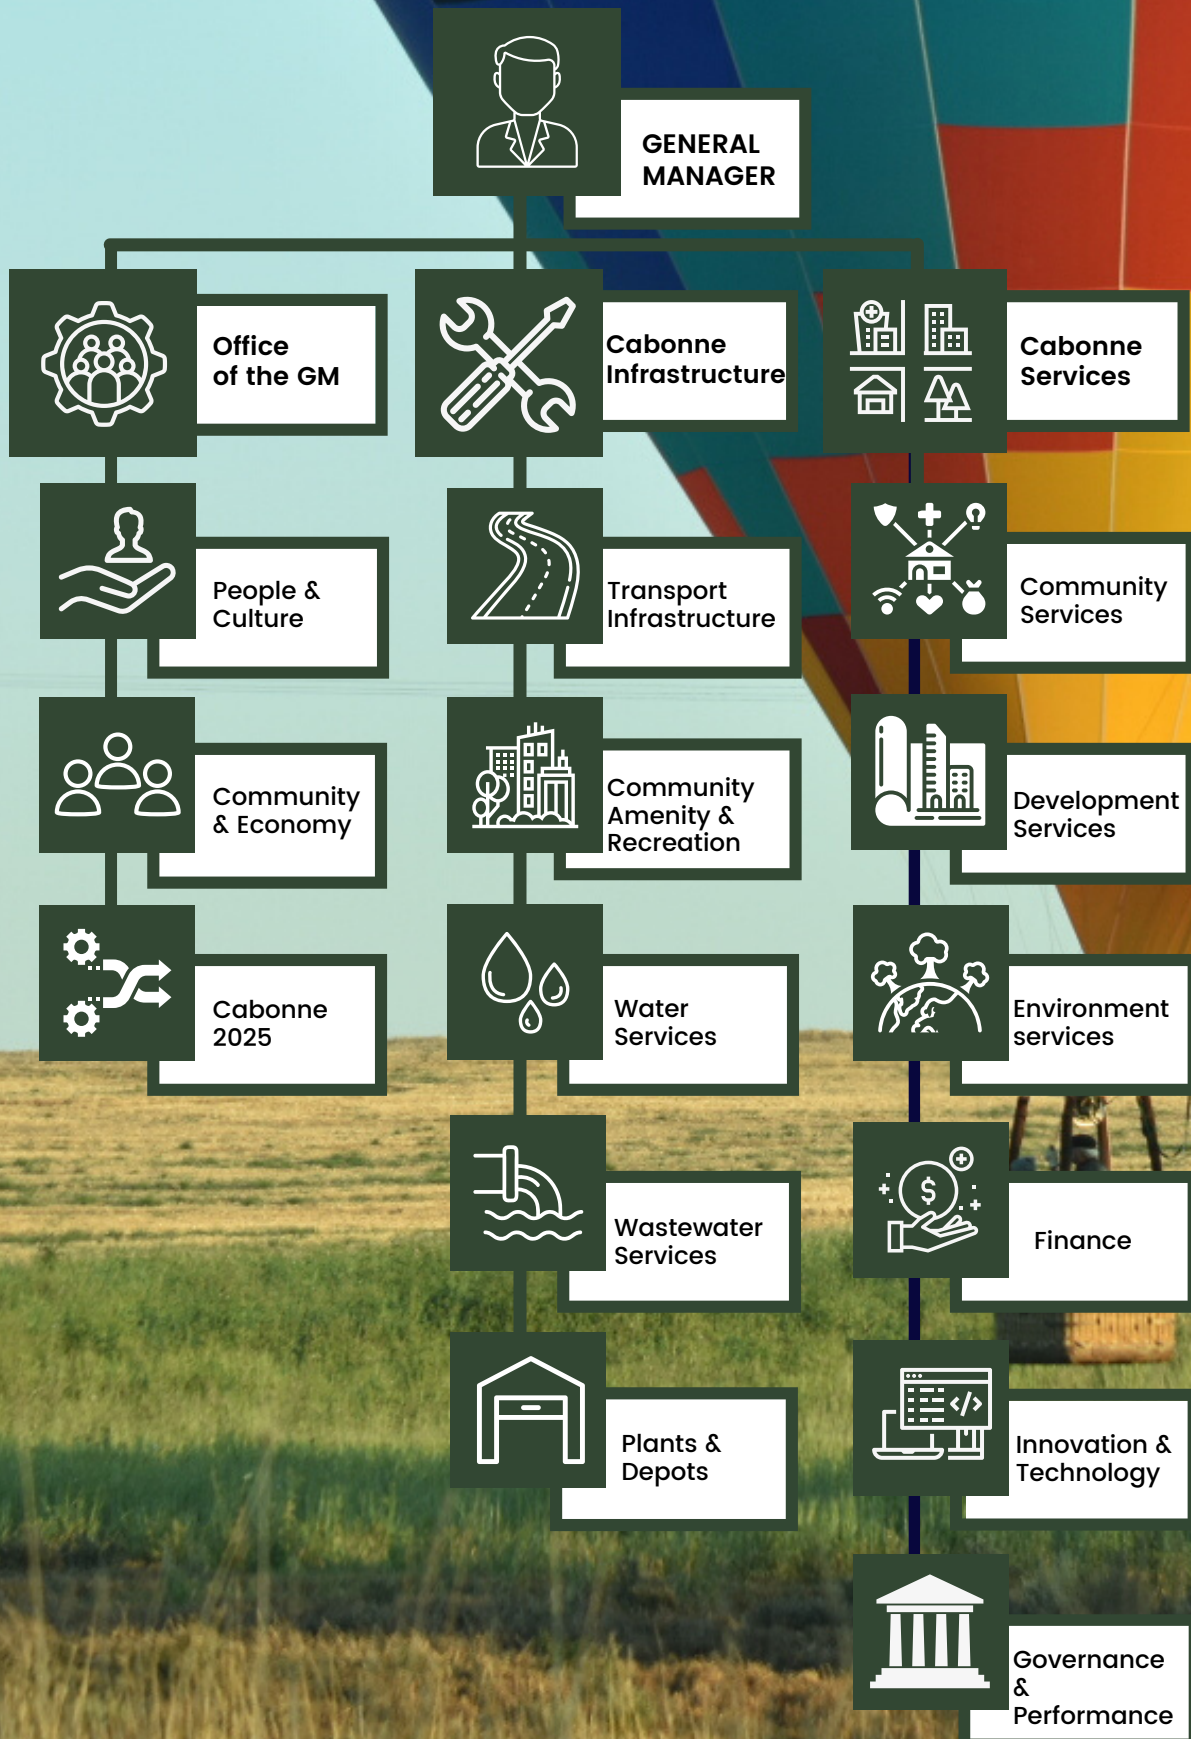 GENERAL
MANAGER
Office
of the GM
Cabonne
Infrastructure
Cabonne
Services
People &
Culture
Transport
Infrastructure
Community
Services
Community
& Economy
Community
Amenity &
Recreation
Development
Services
Cabonne
2025
Water
Services
Environment
services
Wastewater
Services
Finance
Plants &
Depots
Innovation &
Technology
Governance
&
Performance